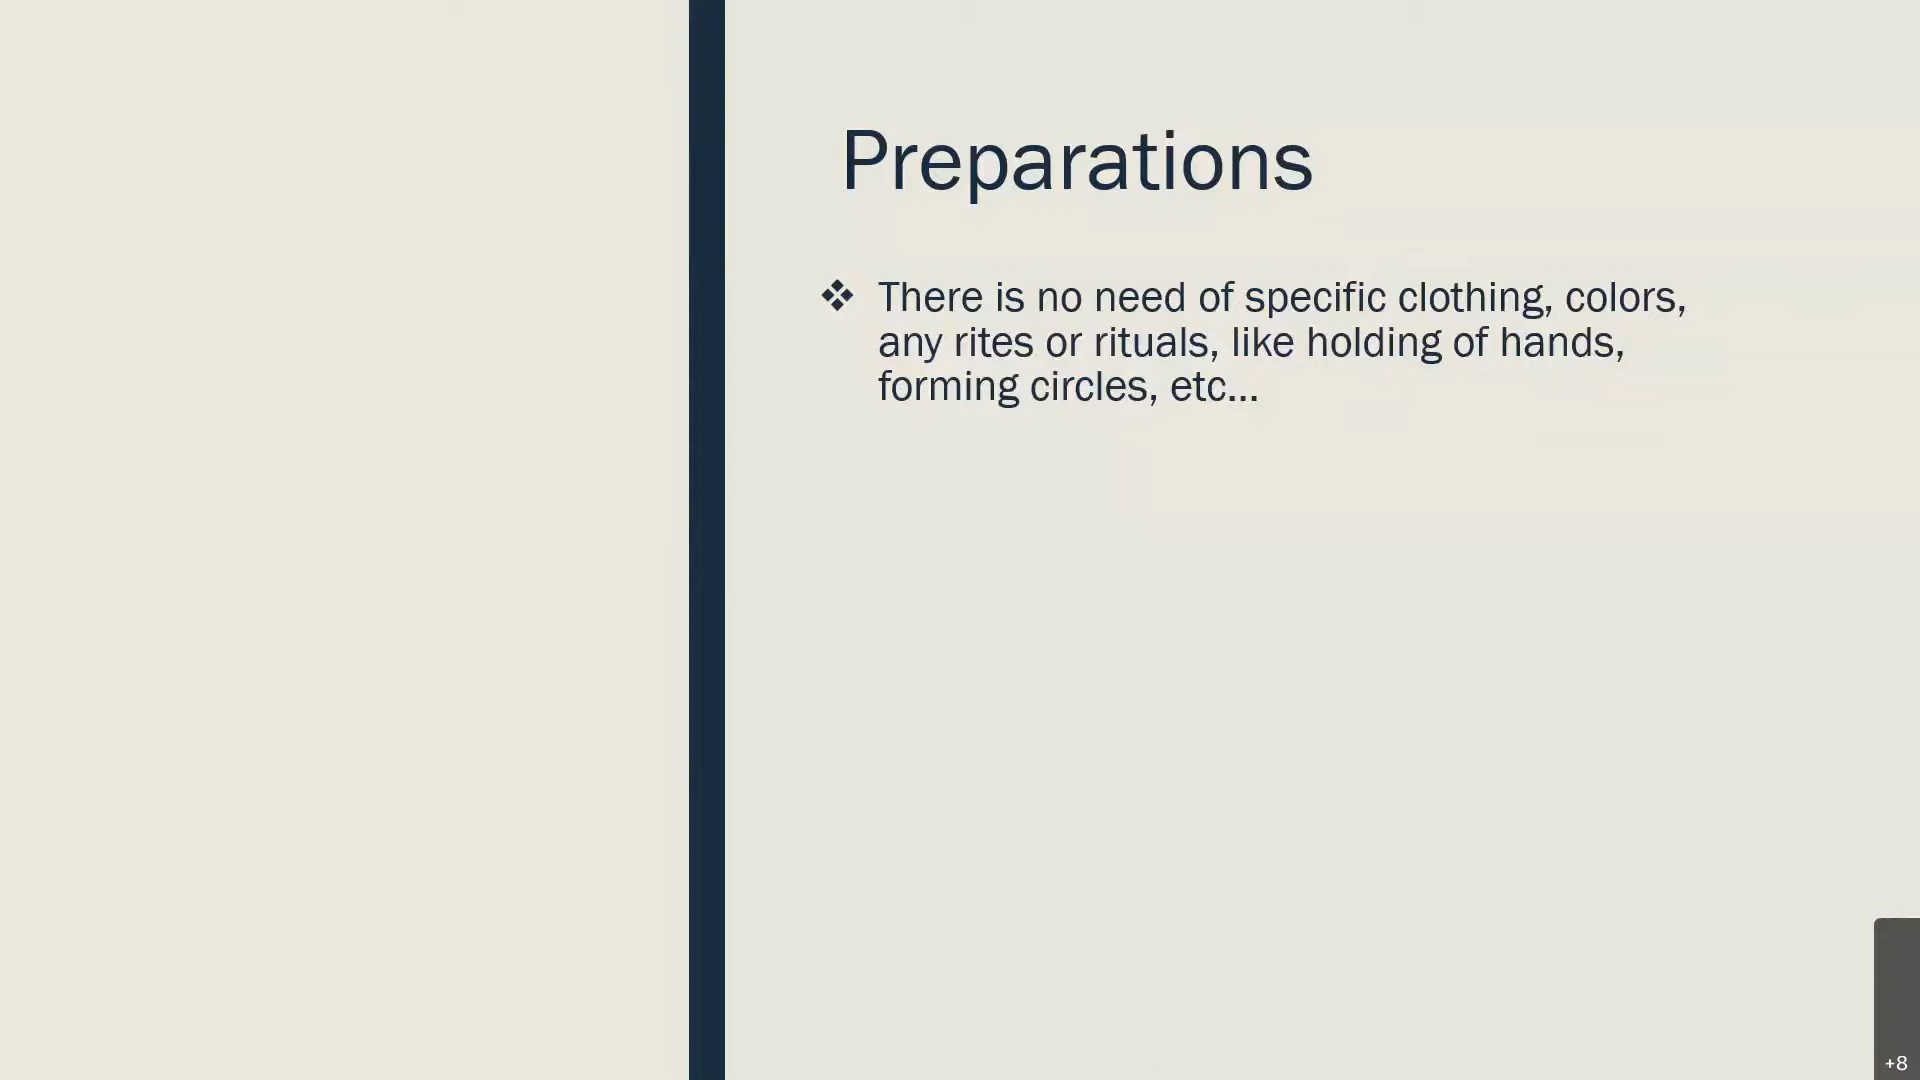 Preparations
❖ There is no need of specific clothing, colors,
any rites or rituals, like holding of hands,
forming circles, etc...
+8